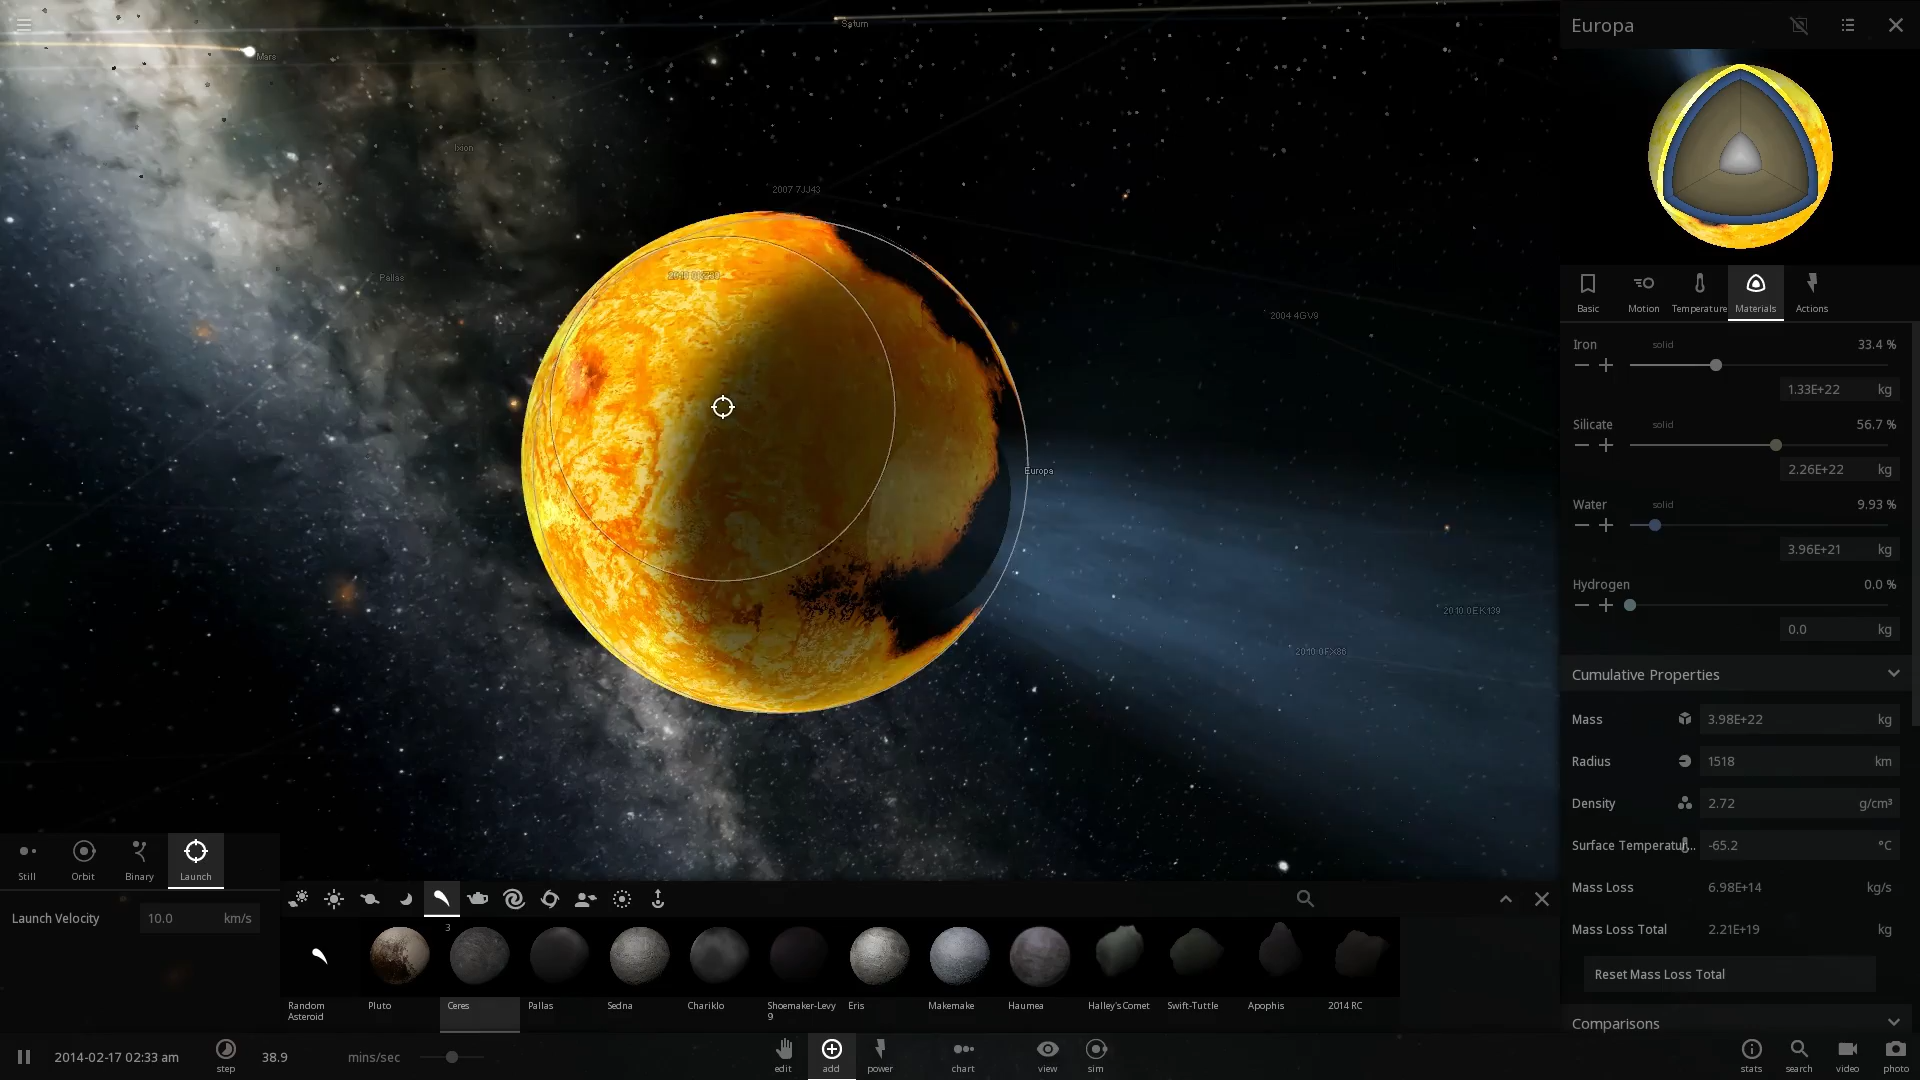 Saturn
Mars
Ixion
2007 7JJ43
Pallas
2004 4GV9
Europa
2010 0EK139
2010 0FX86
Europa
Basic
Motion
Temperature
Materials
Actions
Iron solid 33.4 %
1.33E+22 kg
Silicate solid 56.7 %
2.26E+22 kg
Water solid 9.93 %
3.96E+21 kg
Hydrogen 0.0 %
0.0 kg
Cumulative Properties
Mass 3.98E+22 kg
Radius 1518 km
Density 2.72 g/cm³
Surface Temperatur... -65.2 °C
Mass Loss 6.98E+14 kg/s
Mass Loss Total 2.21E+19 kg
Reset Mass Loss Total
Comparisons
Still
Orbit
Binary
Launch
Launch Velocity 10.0 km/s
3
Random
Asteroid
Pluto
Ceres
Pallas
Sedna
Chariklo
Shoemaker-Levy
9
Eris
Makemake
Haumea
Halley's Comet
Swift-Tuttle
Apophis
2014 RC
2014-02-17 02:33 am
step
38.9 mins/sec
edit
add
power
chart
view
sim
stats
search
video
photo